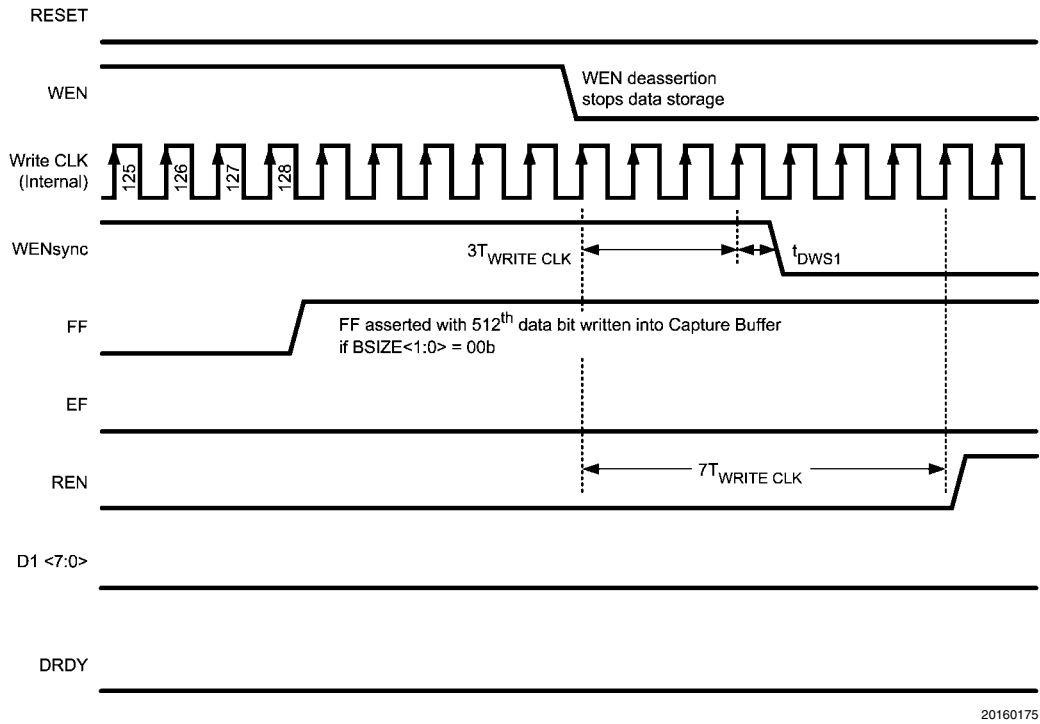 RESET
WEN
WEN deassertion
stops data storage
Write CLK
(Internal)
125
126
127
128
WENsync
3TWRITE CLK
tDWS1
FF
FF asserted with 512th data bit written into Capture Buffer
if BSIZE<1:0> = 00b
EF
REN
7TWRITE CLK
D1 <7:0>
DRDY
20160175